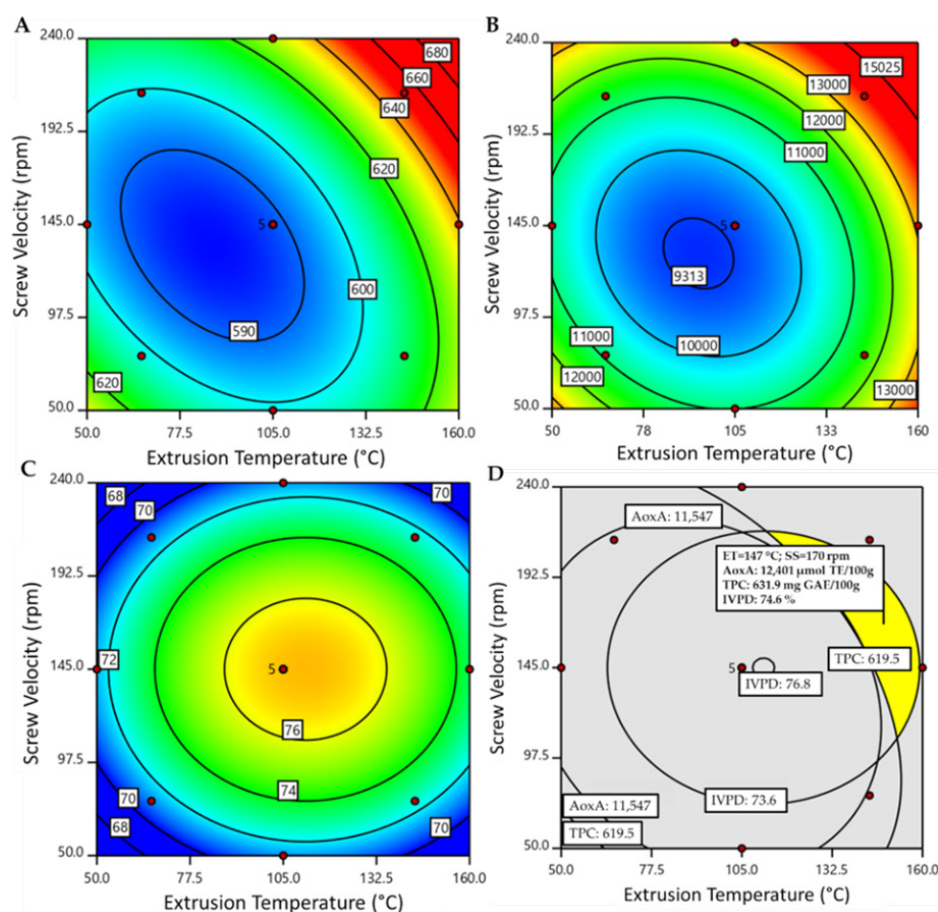 A
240.0
192.5
145.0
97.5
50.0
Screw Velocity (rpm)
680
660
640
620
600
590
620
5
50.0 77.5 105.0 132.5 160.0
Extrusion Temperature (°C)
B
240.0
192.5
145.0
97.5
50.0
Screw Velocity (rpm)
15025
13000
12000
11000
9313
10000
11000
12000
13000
5
50 78 105 133 160
Extrusion Temperature (°C)
C
240.0
192.5
145.0
97.5
50.0
Screw Velocity (rpm)
68
70
70
72
76
74
70
68
70
5
50.0 77.5 105.0 132.5 160.0
Extrusion Temperature (°C)
D
240.0
192.5
145.0
97.5
50.0
Screw Velocity (rpm)
AoxA: 11,547
ET=147 °C; SS=170 rpm
AoxA: 12,401 µmol TE/100g
TPC: 631.9 mg GAE/100g
IVPD: 74.6 %
TPC: 619.5
5
IVPD: 76.8
IVPD: 73.6
AoxA: 11,547
TPC: 619.5
50.0 77.5 105.0 132.5 160.0
Extrusion Temperature (°C)